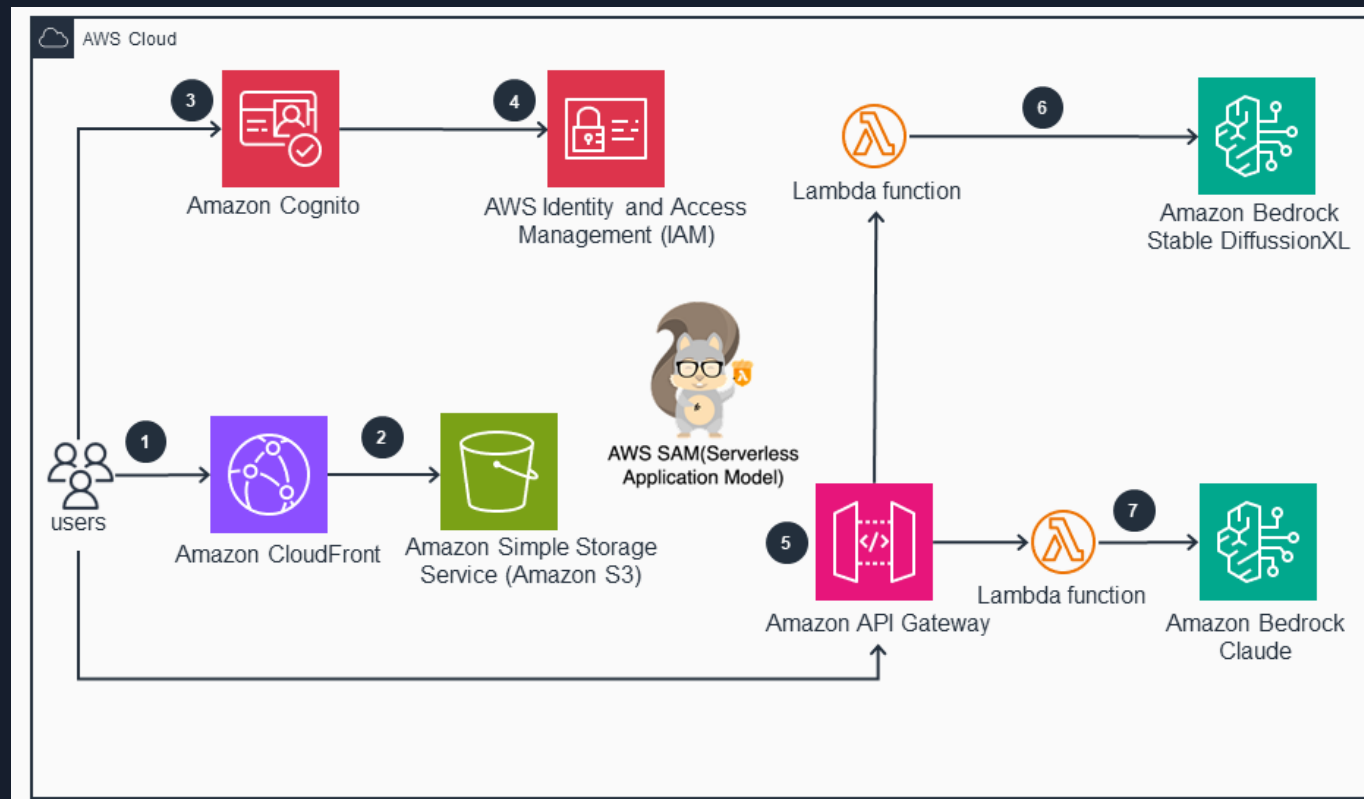 AWS Cloud
3
4
6
Amazon Cognito
AWS Identity and Access
Management (IAM)
Lambda function
Amazon Bedrock
Stable DiffussionXL
1
2
users
Amazon CloudFront
Amazon Simple Storage
Service (Amazon S3)
AWS SAM(Serverless
Application Model)
5
</>
Amazon API Gateway
7
Lambda function
Amazon Bedrock
Claude